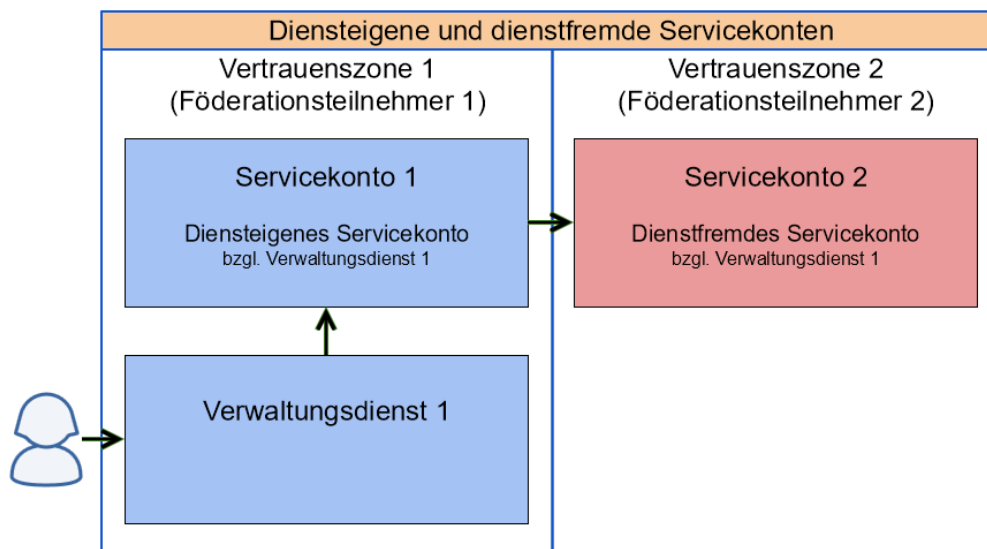 Diensteigene und dienstfremde Servicekonten
Vertrauenszone 1
(Föderationsteilnehmer 1)
Vertrauenszone 2
(Föderationsteilnehmer 2)
Servicekonto 1
Diensteigenes Servicekonto
bzgl. Verwaltungsdienst 1
Servicekonto 2
Dienstfremdes Servicekonto
bzgl. Verwaltungsdienst 1
Verwaltungsdienst 1